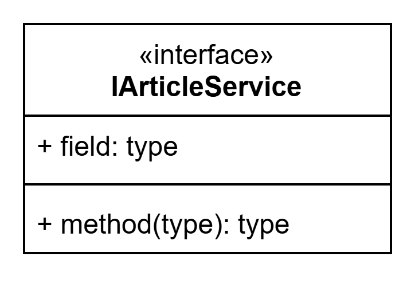 «interface»
IArticleService
+ field: type
+ method(type): type